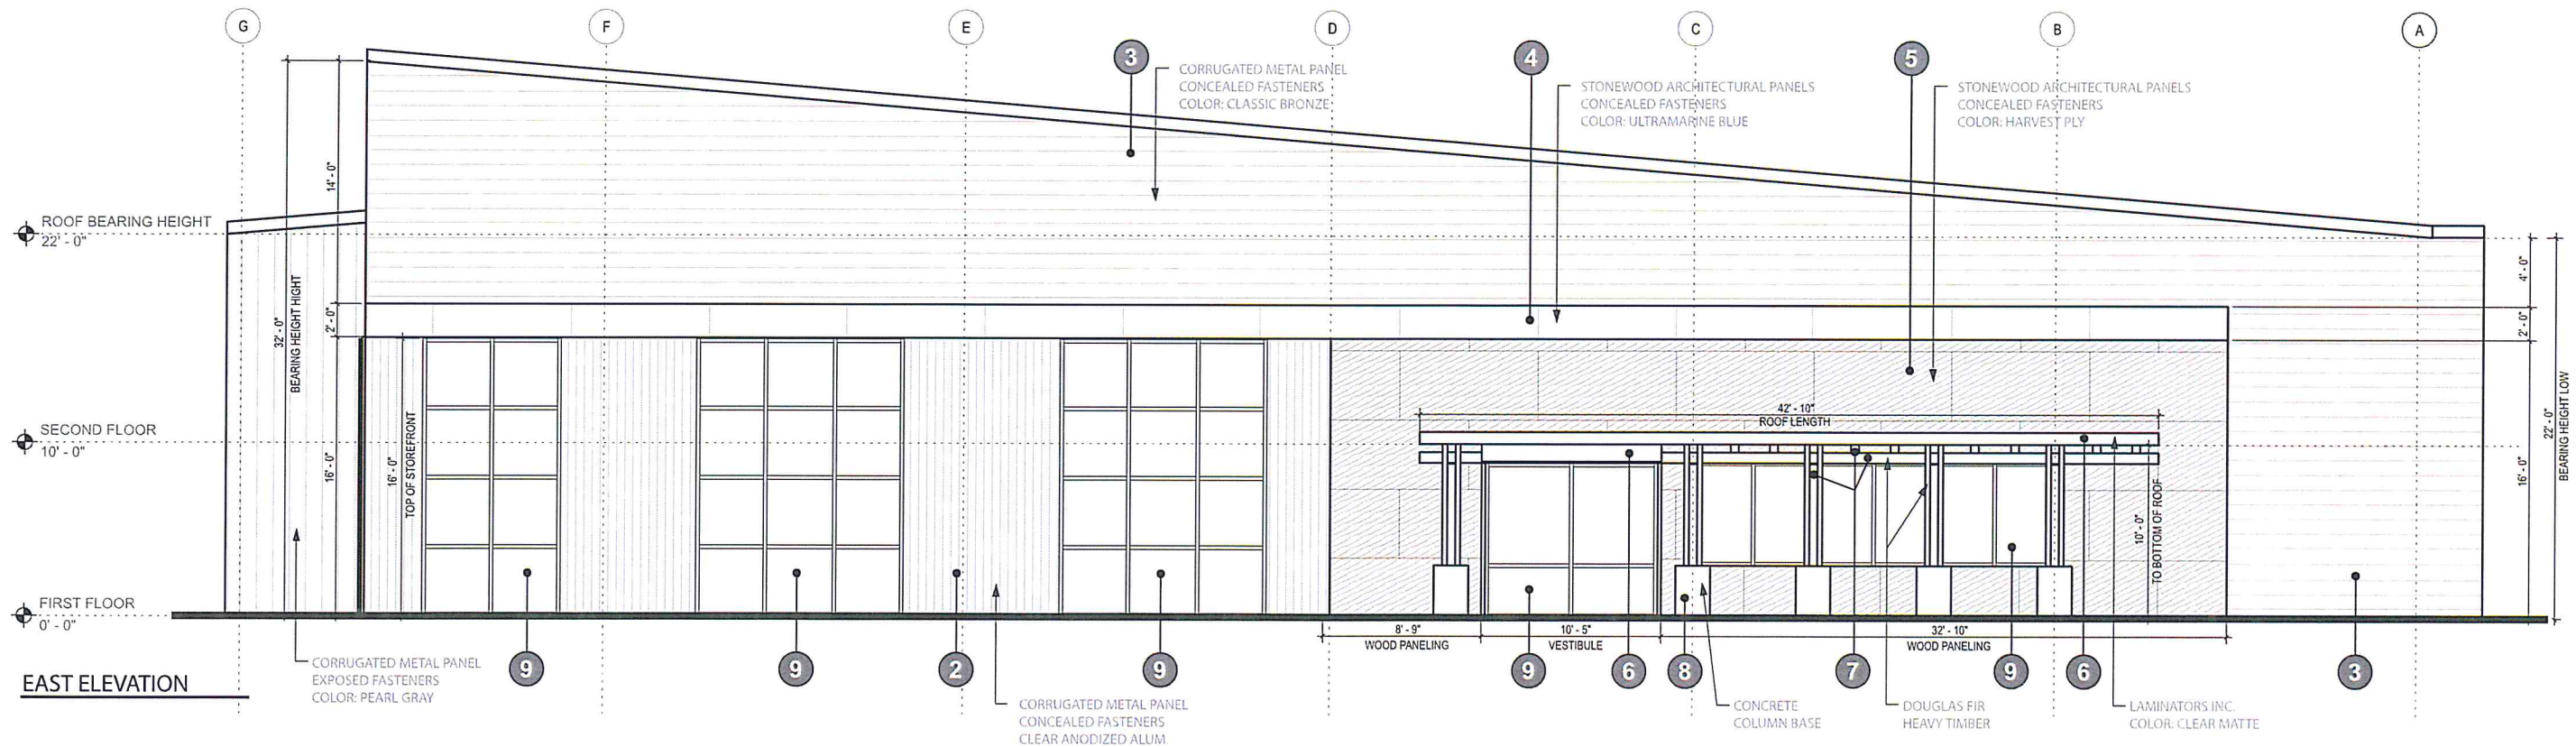 G
F
E
D
C
B
A
3
CORRUGATED METAL PANEL
CONCEALED FASTENERS
COLOR: CLASSIC BRONZE
4
STONEWOOD ARCHITECTURAL PANELS
CONCEALED FASTENERS
COLOR: ULTRAMARINE BLUE
5
STONEWOOD ARCHITECTURAL PANELS
CONCEALED FASTENERS
COLOR: HARVEST PLY
ROOF BEARING HEIGHT
22' - 0"
SECOND FLOOR
10' - 0"
FIRST FLOOR
0' - 0"
32' - 0"
BEARING HEIGHT HIGHT
14' - 0"
2' - 0"
16' - 0"
16' - 0"
TOP OF STOREFRONT
42' - 10"
ROOF LENGTH
10' - 0"
TO BOTTOM OF ROOF
4' - 0"
2' - 0"
16' - 0"
22' - 0"
BEARING HEIGHT LOW
8' - 9"
WOOD PANELING
10' - 5"
VESTIBULE
32' - 10"
WOOD PANELING
9
9
2
9
9
6
8
7
9
6
3
CORRUGATED METAL PANEL
EXPOSED FASTENERS
COLOR: PEARL GRAY
CORRUGATED METAL PANEL
CONCEALED FASTENERS
CLEAR ANODIZED ALUM
CONCRETE
COLUMN BASE
DOUGLAS FIR
HEAVY TIMBER
LAMINATORS INC.
COLOR: CLEAR MATTE
EAST ELEVATION